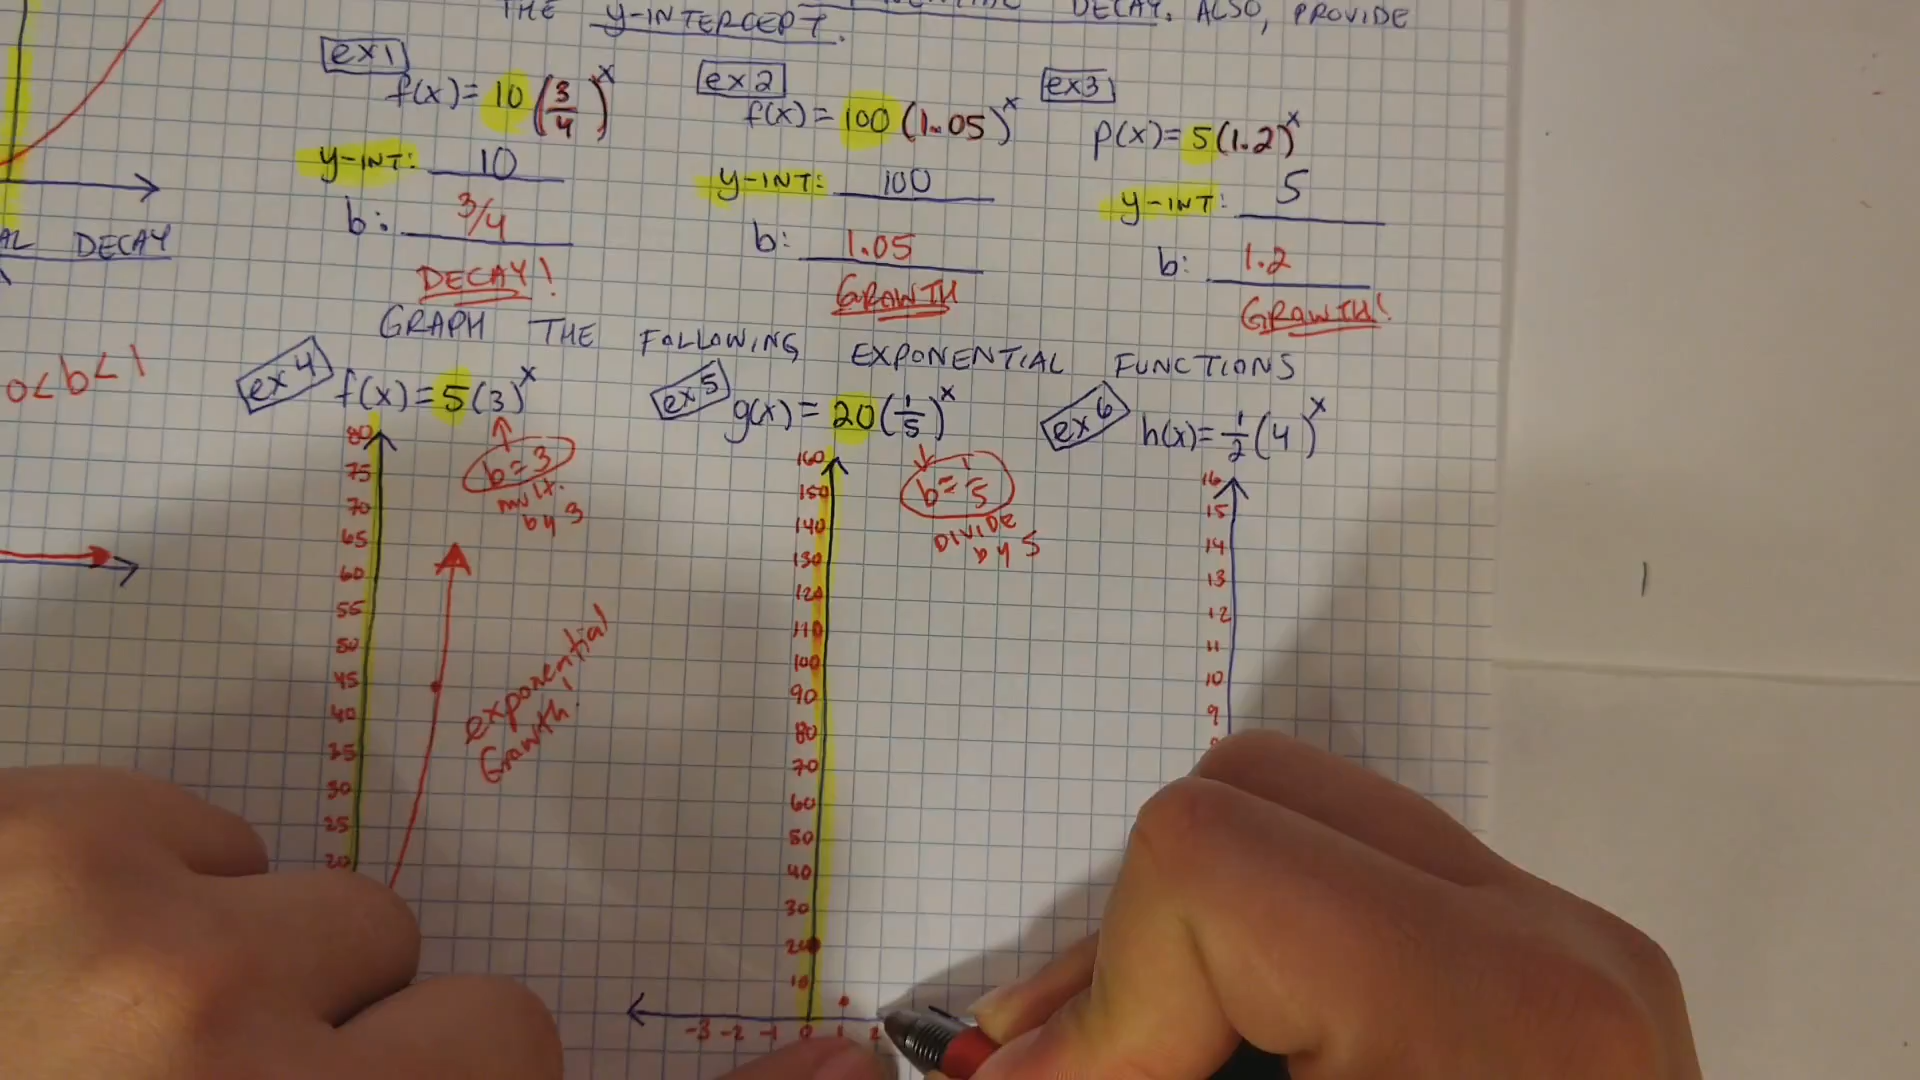 DECAY. ALSO, PROVIDE
THE y-INTERCEPT.
ex1
f(x) = 10 (3/4)^x
y-INT: 10
b: 3/4
DECAY!
ex2
f(x) = 100 (1.05)^x
y-INT: 100
b: 1.05
GROWTH
ex3
p(x) = 5(1.2)^x
y-INT: 5
b: 1.2
GROWTH!
DECAY
0<b<1
GRAPH THE FOLLOWING EXPONENTIAL FUNCTIONS
ex4
f(x) = 5(3)^x
b=3
mult.
by 3
80
75
70
65
60
55
50
45
40
35
30
25
20
exponential
Growth!
ex5
g(x) = 20(1/5)^x
b=1/5
DIVIDE
by 5
160
150
140
130
120
110
100
90
80
70
60
50
40
30
20
10
-3 -2 -1 0 1 2
ex6
h(x)=1/2(4)^x
16
15
14
13
12
11
10
9